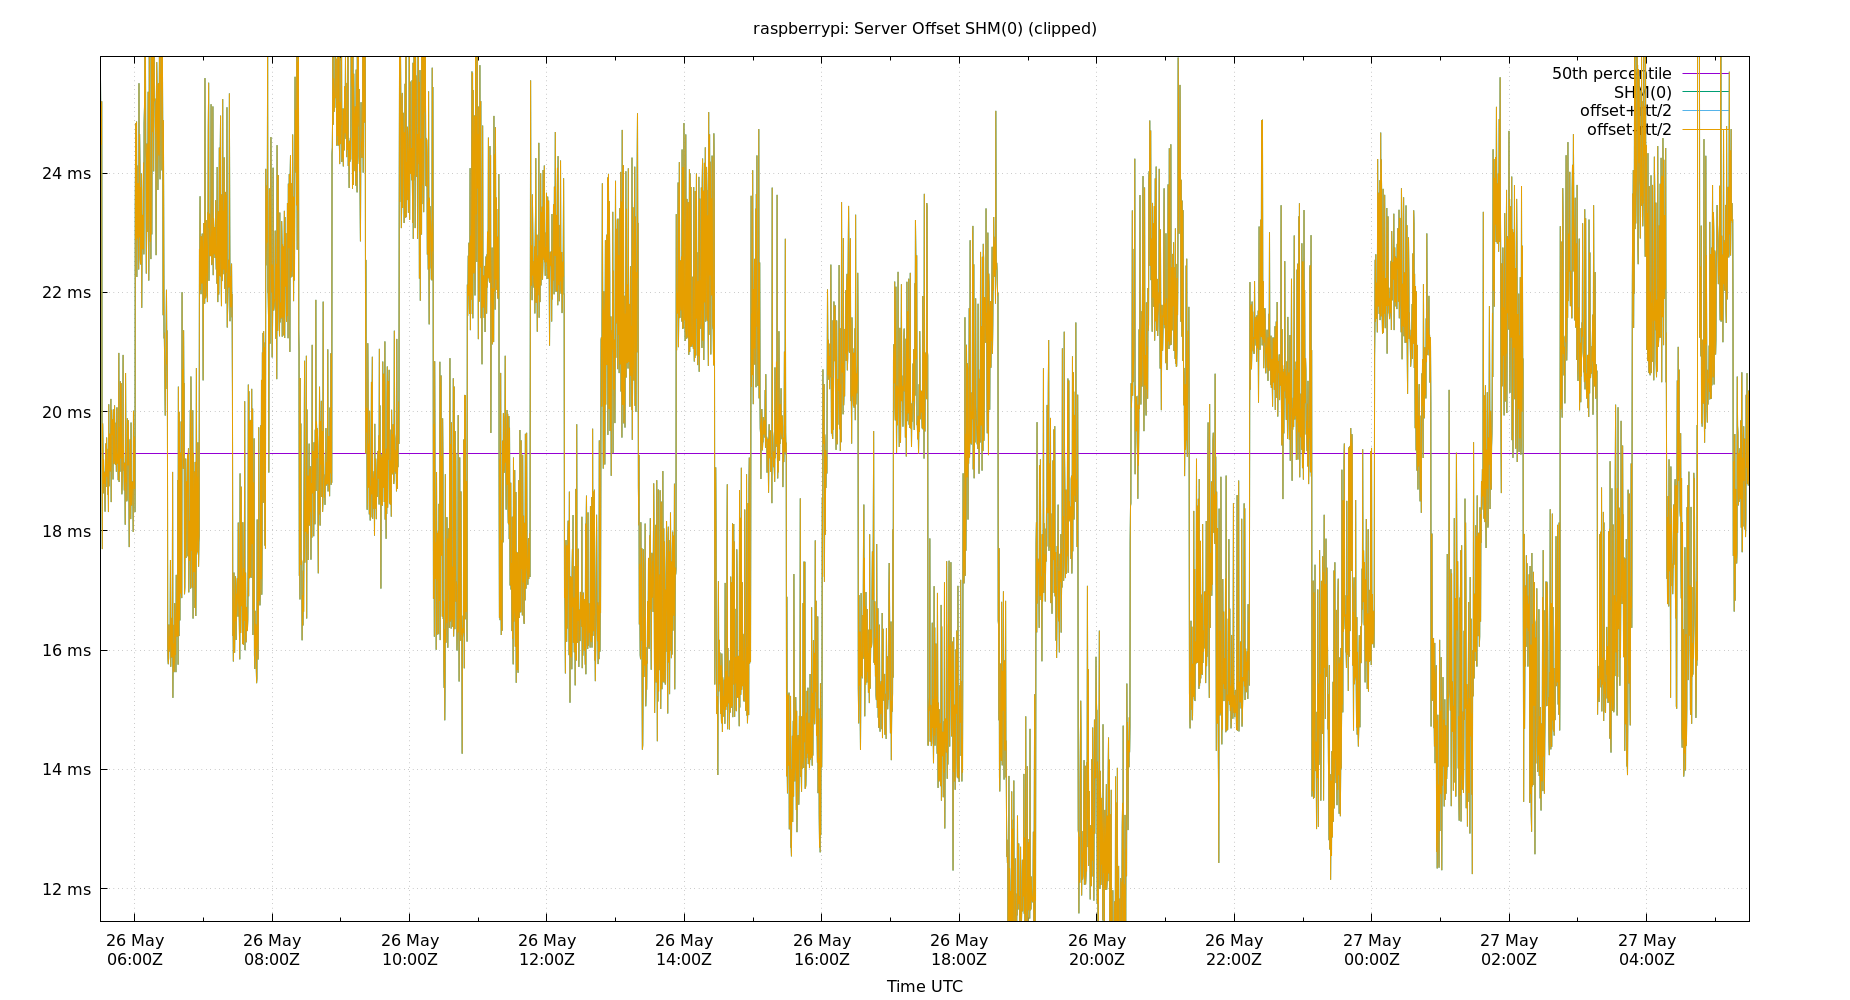 raspberrypi: Server Offset SHM(0) (clipped)
50th percentile
SHM(0)
offset+rtt/2
offset-rtt/2
24 ms
22 ms
20 ms
18 ms
16 ms
14 ms
12 ms
26 May 26 May 26 May 26 May 26 May 26 May 26 May 26 May 26 May 27 May 27 May 27 May
06:00Z 08:00Z 10:00Z 12:00Z 14:00Z 16:00Z 18:00Z 20:00Z 22:00Z 00:00Z 02:00Z 04:00Z
Time UTC